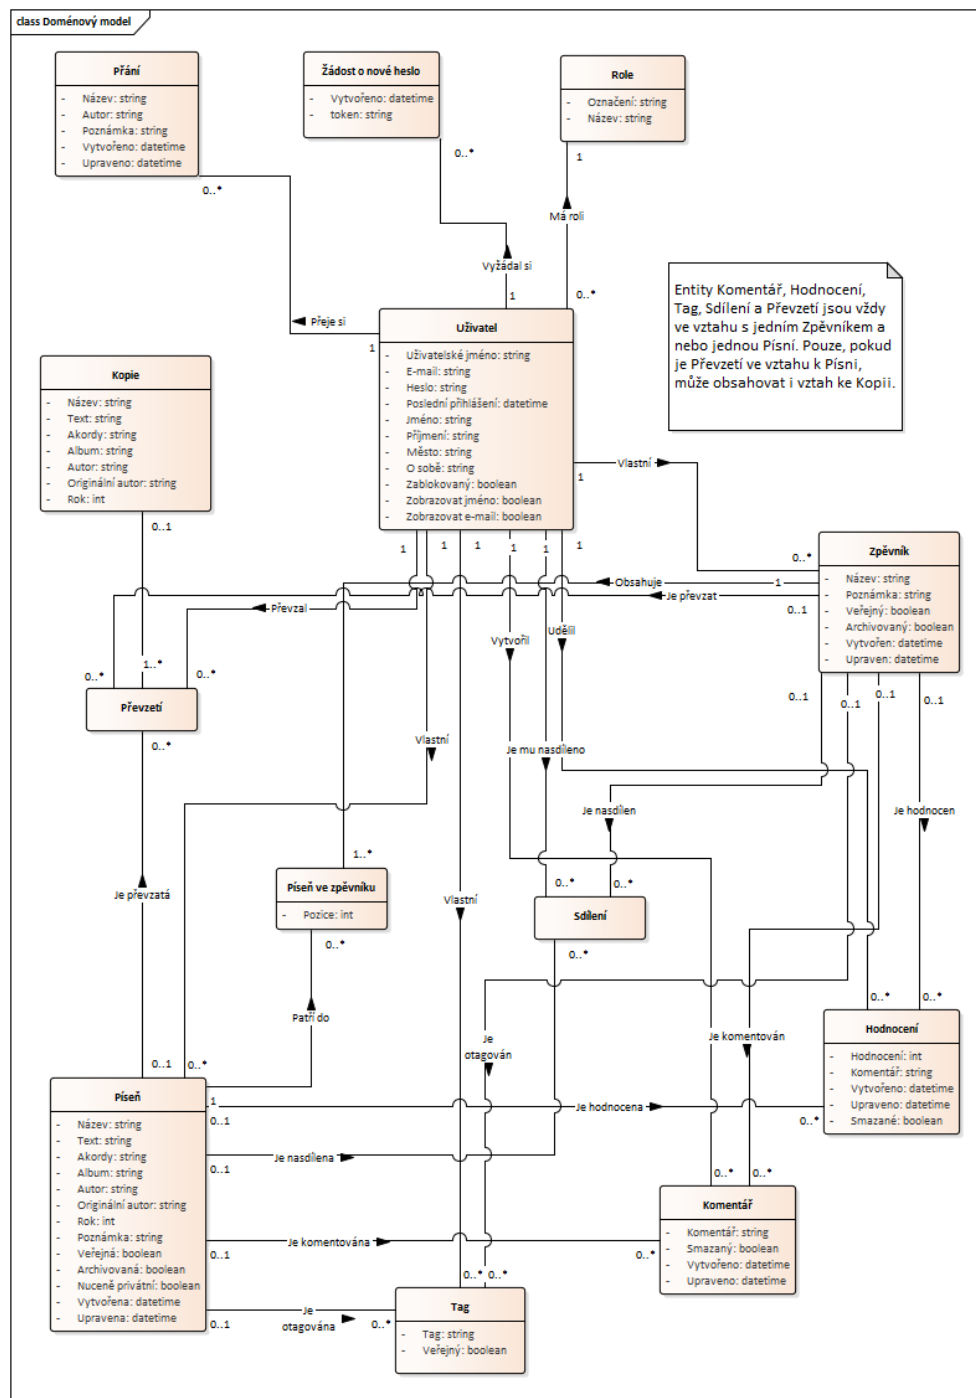 class Doménový model
Přání
- Název: string
- Autor: string
- Poznámka: string
- Vytvořeno: datetime
- Upraveno: datetime
Žádost o nové heslo
- Vytvořeno: datetime
- token: string
Role
- Označení: string
- Název: string
0..*
0..*
1
Má roli
Vyžádal si
1
0..*
Přeje si
1
Entity Komentář, Hodnocení,
Tag, Sdílení a Převzetí jsou vždy
ve vztahu s jedním Zpěvníkem a
nebo jednou Písní. Pouze, pokud
je Převzetí ve vztahu k Písni,
může obsahovat i vztah ke Kopii.
Uživatel
- Uživatelské jméno: string
- E-mail: string
- Heslo: string
- Poslední přihlášení: datetime
- Jméno: string
- Příjmení: string
- Město: string
- O sobě: string
- Zablokovaný: boolean
- Zobrazovat jméno: boolean
- Zobrazovat e-mail: boolean
Kopie
- Název: string
- Text: string
- Akordy: string
- Album: string
- Autor: string
- Originální autor: string
- Rok: int
Vlastní
1
0..1
1
1
1
1
1
1
0..*
Zpěvník
- Název: string
- Poznámka: string
- Veřejný: boolean
- Archivovaný: boolean
- Vytvořen: datetime
- Upraven: datetime
Obsahuje
1
Je převzat
0..1
Převzal
Vytvořil
Udělil
0..*
1..*
0..*
Převzetí
0..*
0..1
0..1
0..1
0..1
Vlastní
Je mu nasdíleno
Je nasdílen
Je hodnocen
1..*
Píseň ve zpěvníku
- Pozice: int
0..*
Je převzatá
Vlastní
0..*
0..*
Sdílení
0..*
Patří do
0..*
0..*
Je
otagován
Je komentován
Hodnocení
- Hodnocení: int
- Komentář: string
- Vytvořeno: datetime
- Upraveno: datetime
- Smazané: boolean
0..1
0..*
Píseň
- Název: string
- Text: string
- Akordy: string
- Album: string
- Autor: string
- Originální autor: string
- Rok: int
- Poznámka: string
- Veřejná: boolean
- Archivovaná: boolean
- Nuceně privátní: boolean
- Vytvořena: datetime
- Upravena: datetime
1
0..1
Je hodnocena
0..*
Je nasdílena
0..1
0..*
0..*
Komentář
- Komentář: string
- Smazaný: boolean
- Vytvořeno: datetime
- Upraveno: datetime
Je komentována
0..1
0..*
0..*
0..*
Je
otagována
0..1
0..*
Tag
- Tag: string
- Veřejný: boolean